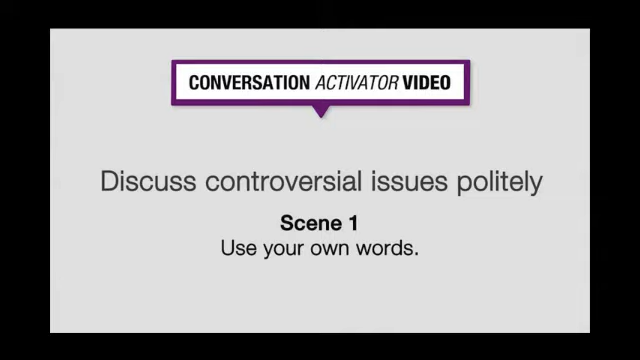 CONVERSATION ACTIVATOR VIDEO
Discuss controversial issues politely
Scene 1
Use your own words.